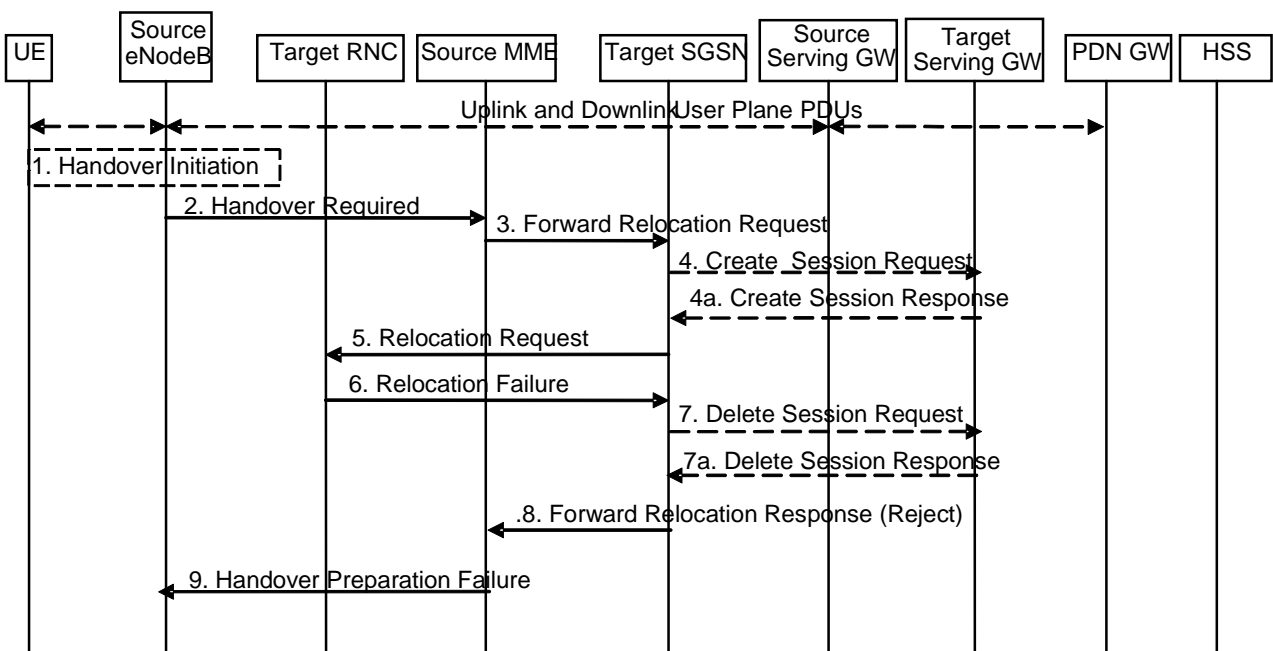 UE
Source
eNodeB
Target RNC
Source MME
Target SGSN
Source
Serving GW
Target
Serving GW
PDN GW
HSS
Uplink and Downlink User Plane PDUs
1. Handover Initiation
2. Handover Required
3. Forward Relocation Request
4. Create Session Request
4a. Create Session Response
5. Relocation Request
6. Relocation Failure
7. Delete Session Request
7a. Delete Session Response
.8. Forward Relocation Response (Reject)
9. Handover Preparation Failure